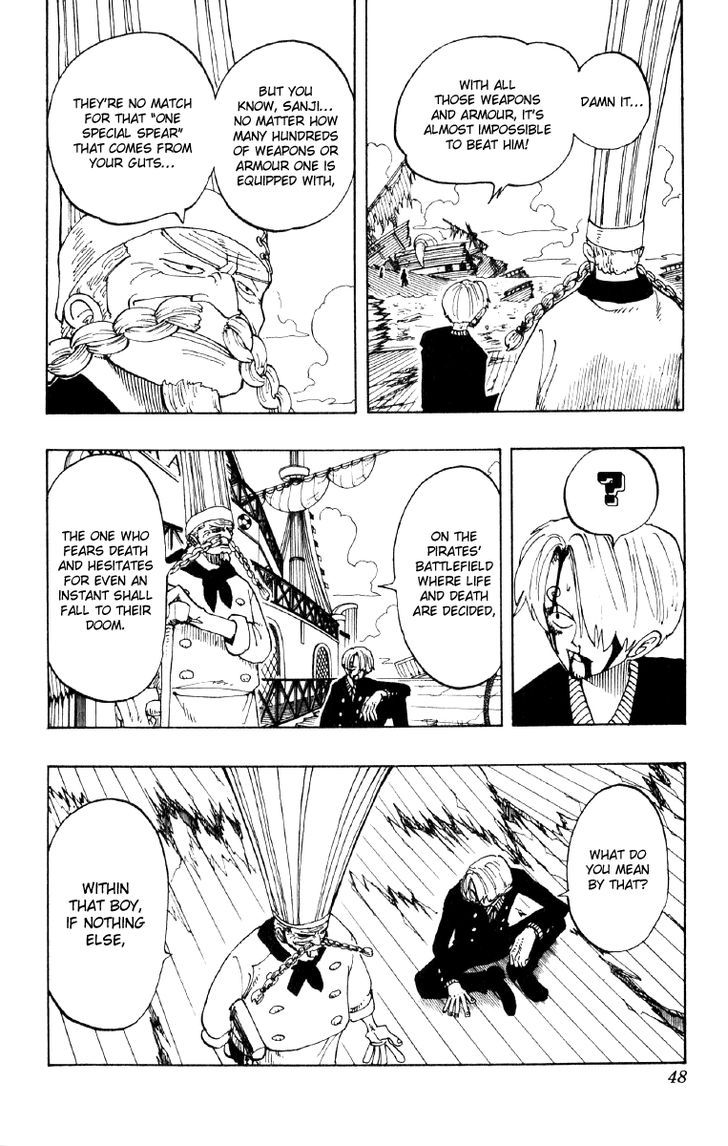 DAMN IT...
WITH ALL
THOSE WEAPONS
AND ARMOUR, IT'S
ALMOST IMPOSSIBLE
TO BEAT HIM!
BUT YOU
KNOW, SANJI...
NO MATTER HOW
MANY HUNDREDS
OF WEAPONS OR
ARMOUR ONE IS
EQUIPPED WITH,
THEY'RE NO MATCH
FOR THAT "ONE
SPECIAL SPEAR"
THAT COMES FROM
YOUR GUTS...
?
ON THE
PIRATES'
BATTLEFIELD
WHERE LIFE
AND DEATH
ARE DECIDED,
THE ONE WHO
FEARS DEATH
AND HESITATES
FOR EVEN AN
INSTANT SHALL
FALL TO THEIR
DOOM.
WHAT DO
YOU MEAN
BY THAT?
WITHIN
THAT BOY,
IF NOTHING
ELSE,
48